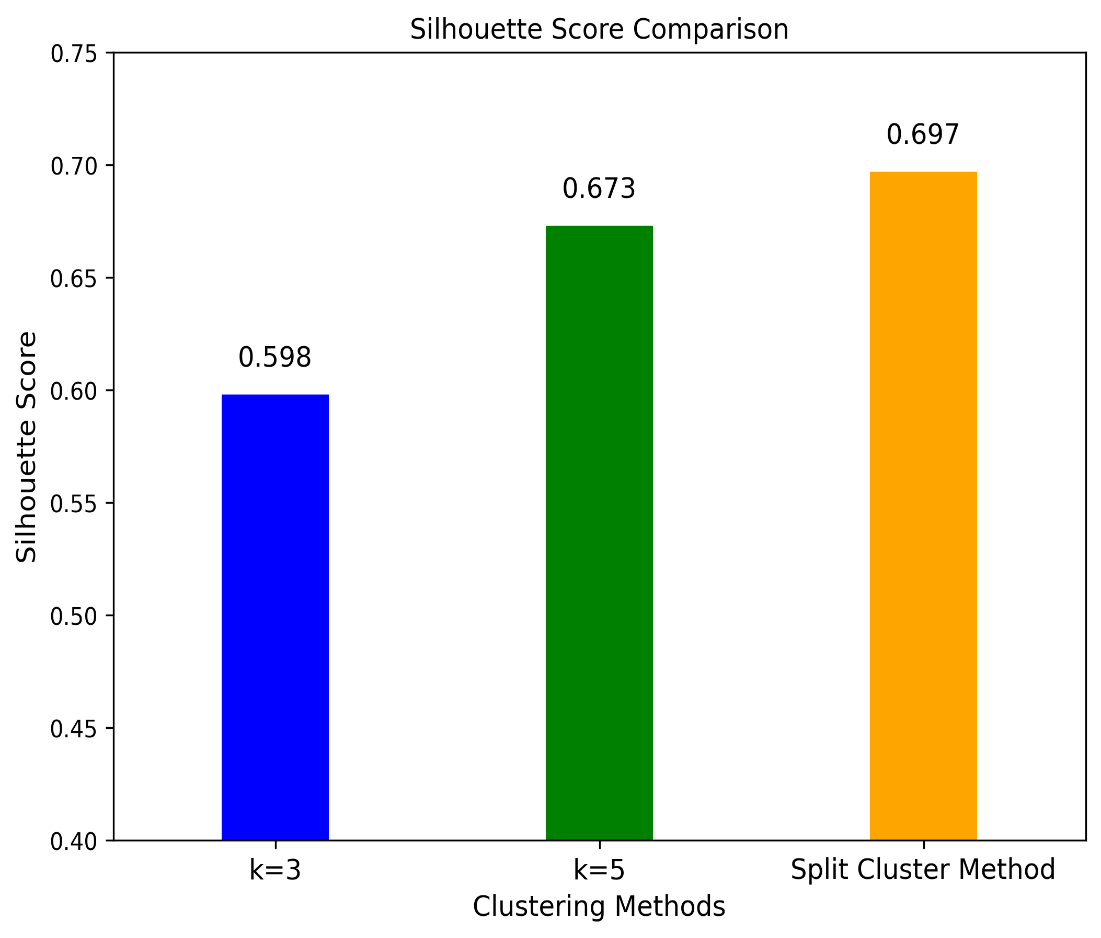 Silhouette Score Comparison
0.75
0.70
0.65
0.60
0.55
0.50
0.45
0.40
Silhouette Score
0.598
0.673
0.697
k=3
k=5
Split Cluster Method
Clustering Methods